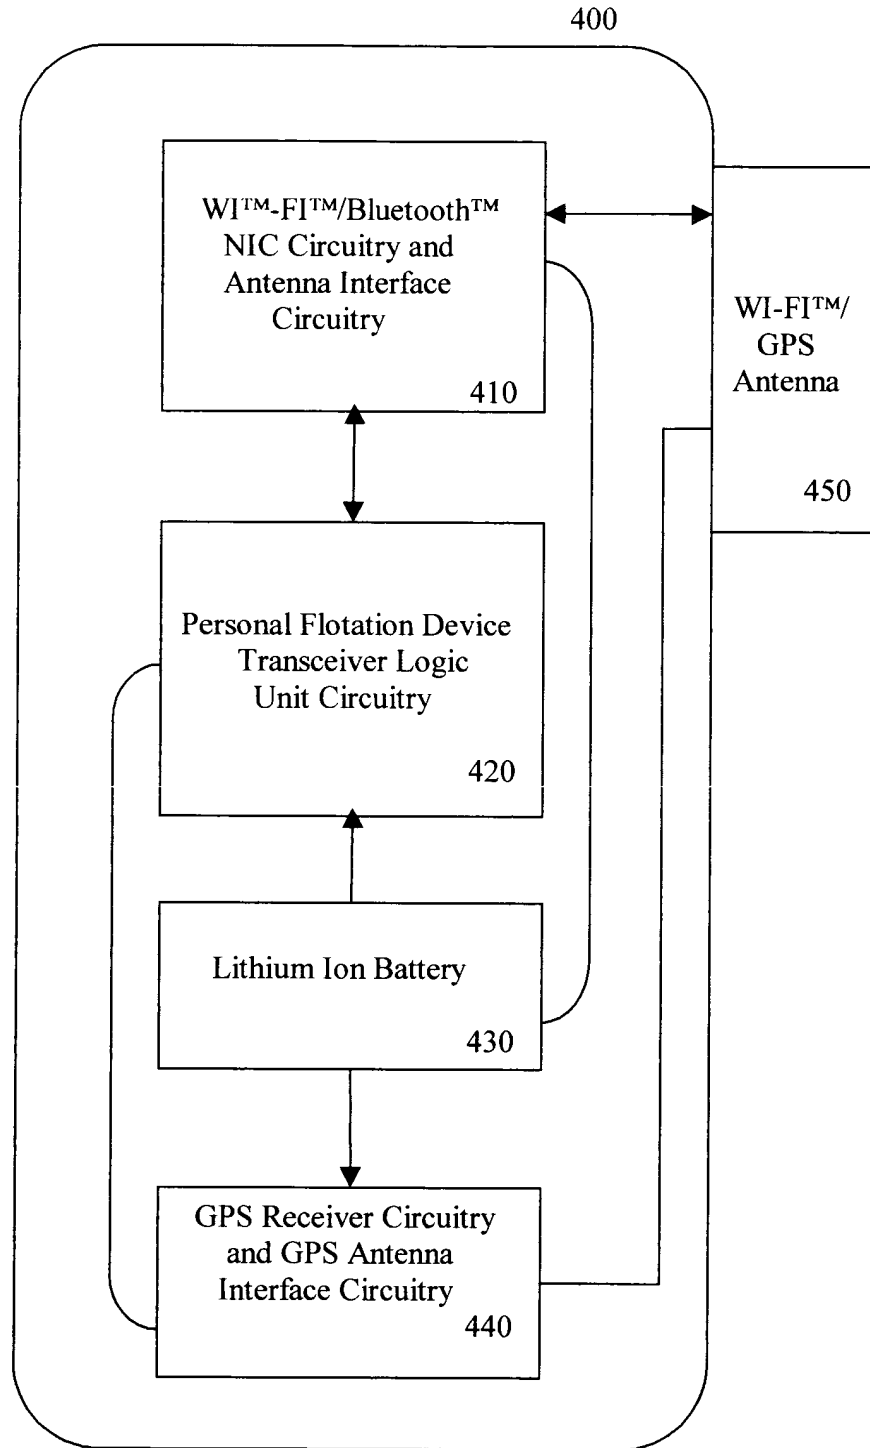 400
WI™-FI™/Bluetooth™
NIC Circuitry and
Antenna Interface
Circuitry
410
WI-FI™/
GPS
Antenna
450
Personal Flotation Device
Transceiver Logic
Unit Circuitry
420
Lithium Ion Battery
430
GPS Receiver Circuitry
and GPS Antenna
Interface Circuitry
440